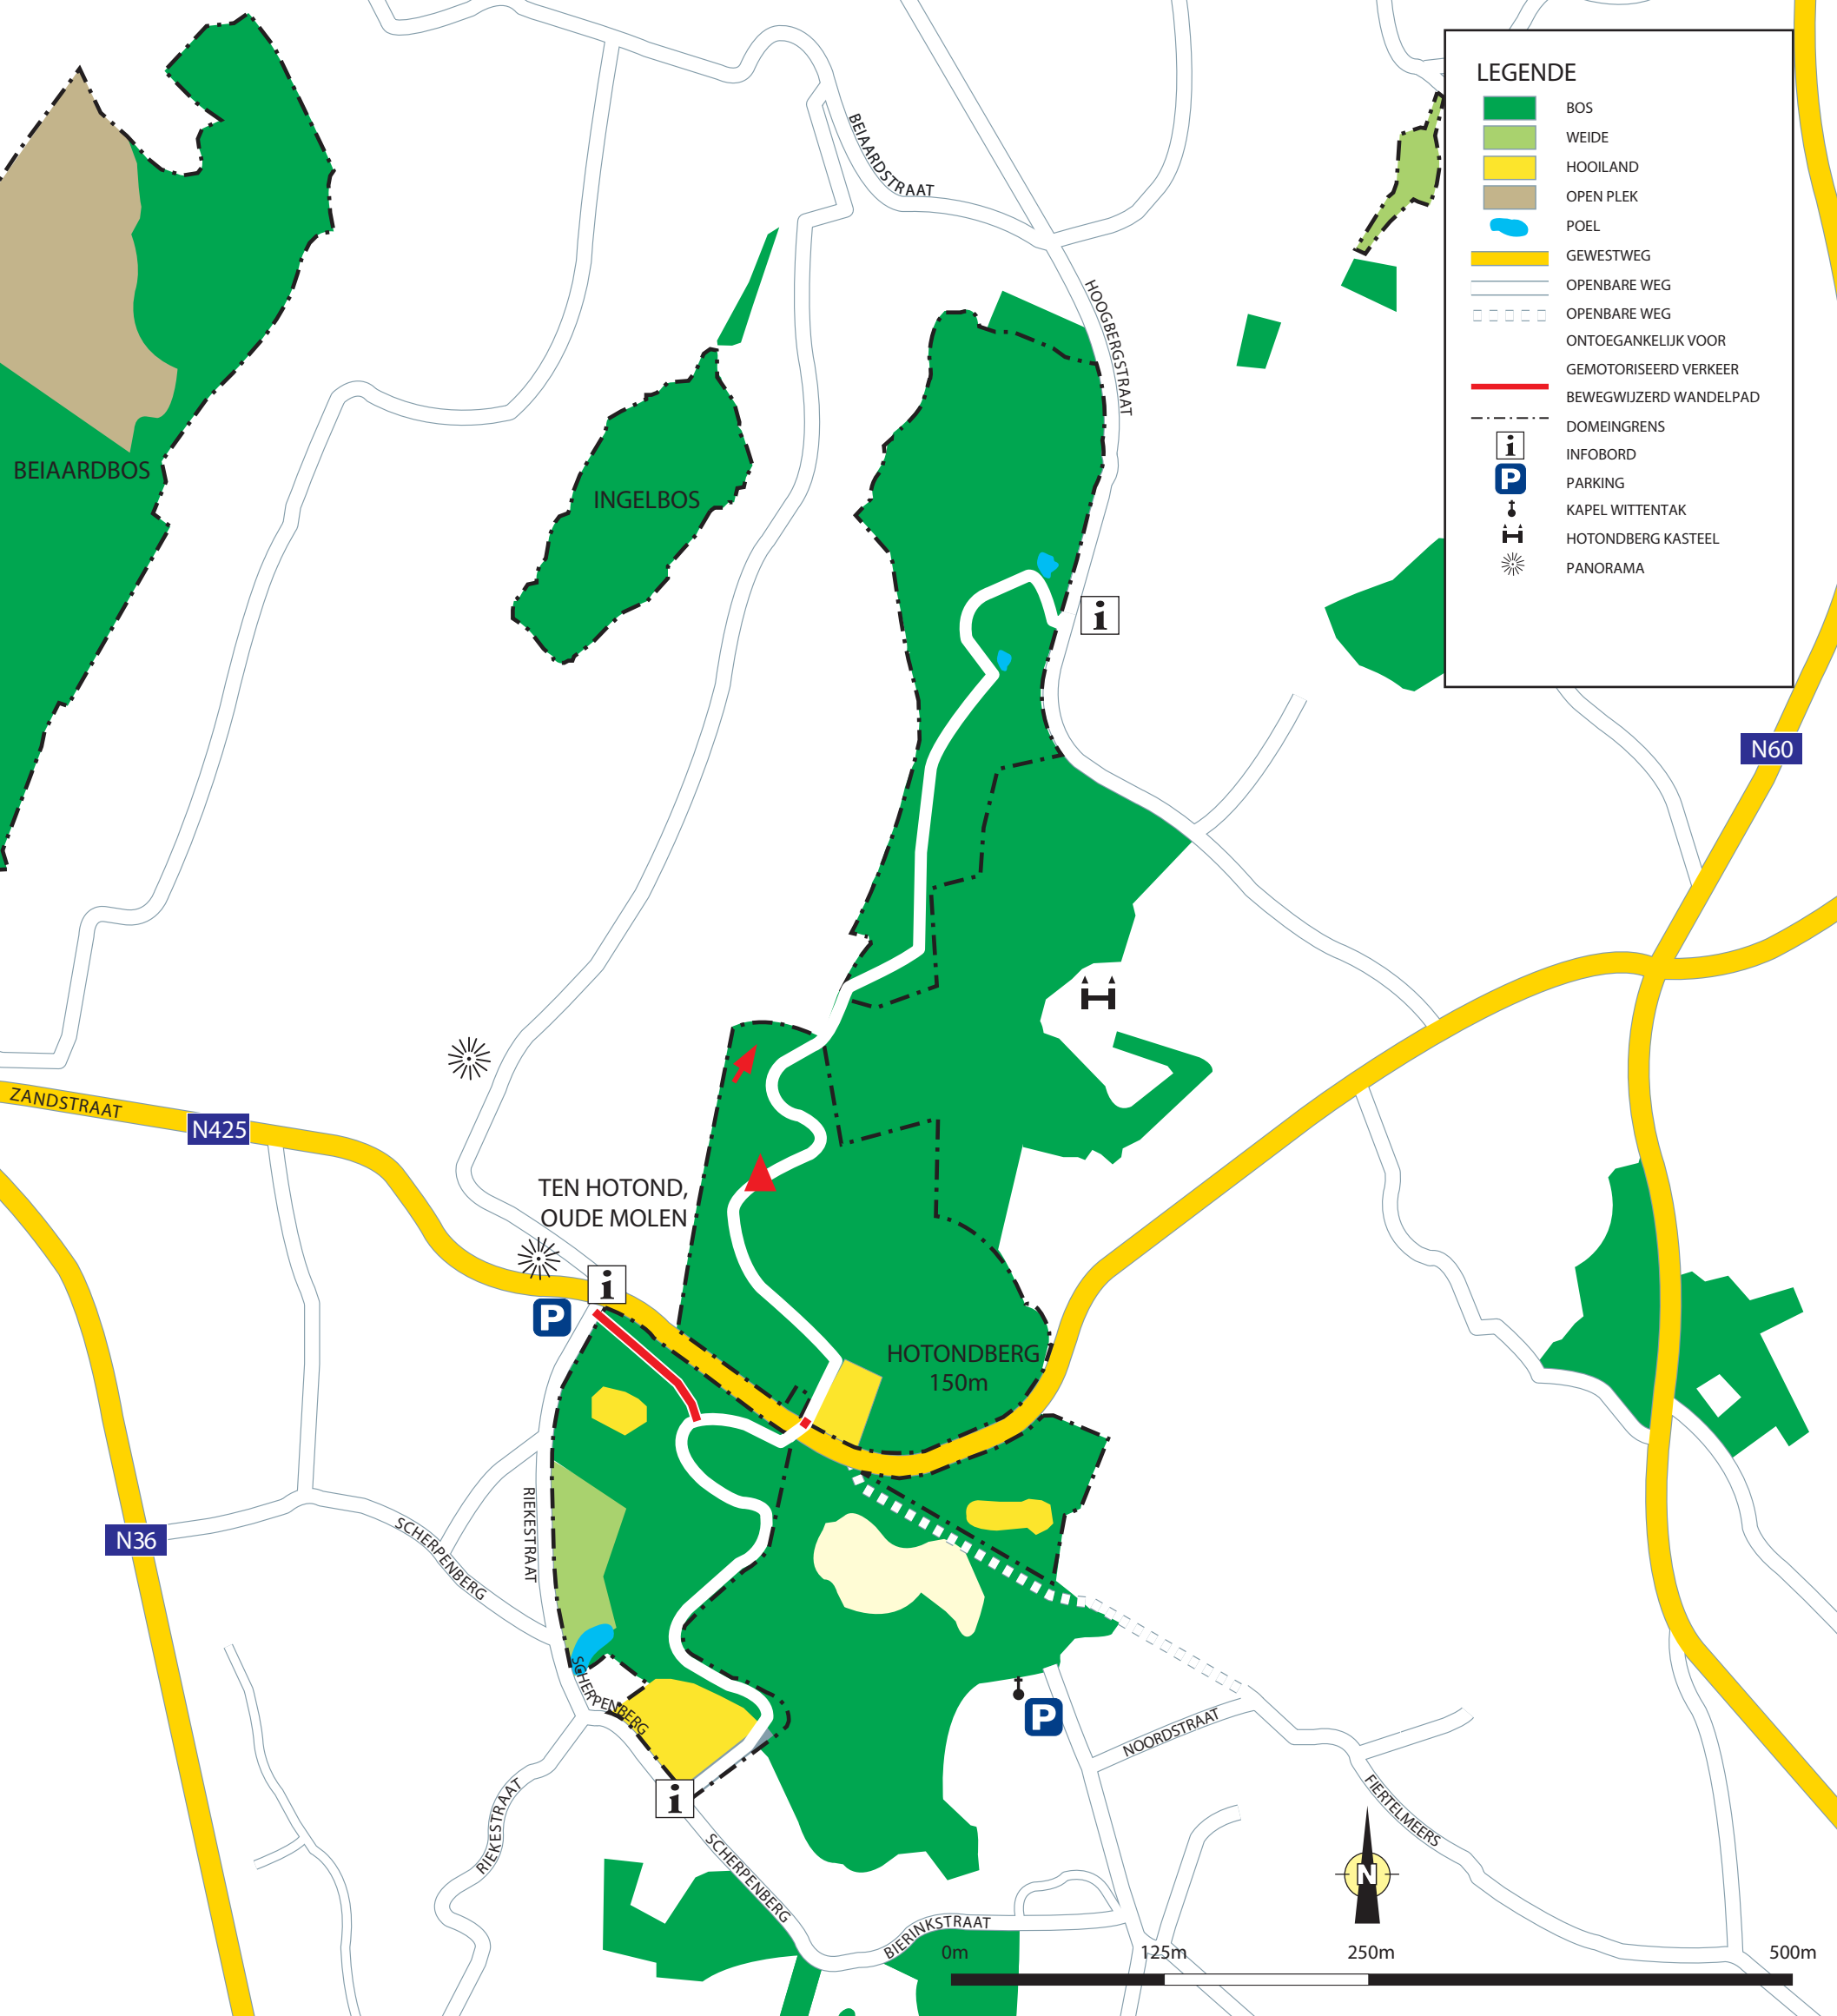 LEGENDE
BOS
WEIDE
HOOILAND
OPEN PLEK
POEL
GEWESTWEG
OPENBARE WEG
OPENBARE WEG
ONTOEGANKELIJK VOOR
GEMOTORISEERD VERKEER
BEWEGWIJZERD WANDELPAD
DOMEINGRENS
i INFOBORD
P PARKING
KAPEL WITTENTAK
HOTONDBERG KASTEEL
PANORAMA
BEIAARDSTRAAT
HOOGBERGSTRAAT
BEIAARDBOS
INGELBOS
i
N60
ZANDSTRAAT
N425
TEN HOTOND,
OUDE MOLEN
i
P
HOTONDBERG
150m
N36
SCHERPENBERG
RIEKESTRAAT
SCHERPENBERG
P
NOORDSTRAAT
i
FIERTELMEERS
RIEKESTRAAT
SCHERPENBERG
N
BIERINKSTRAAT
0m
125m
250m
500m